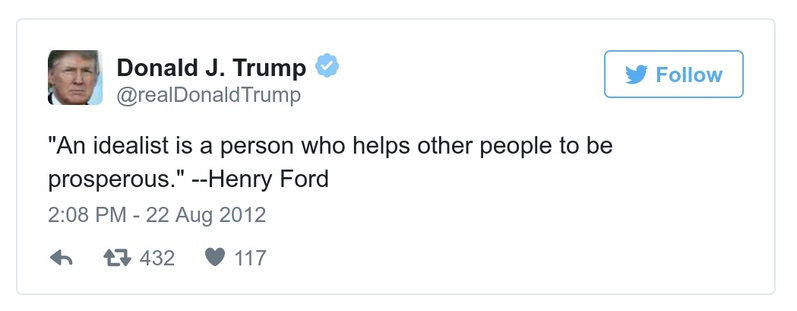 Donald J. Trump
@realDonaldTrump
Follow
"An idealist is a person who helps other people to be
prosperous." --Henry Ford
2:08 PM - 22 Aug 2012
432 117